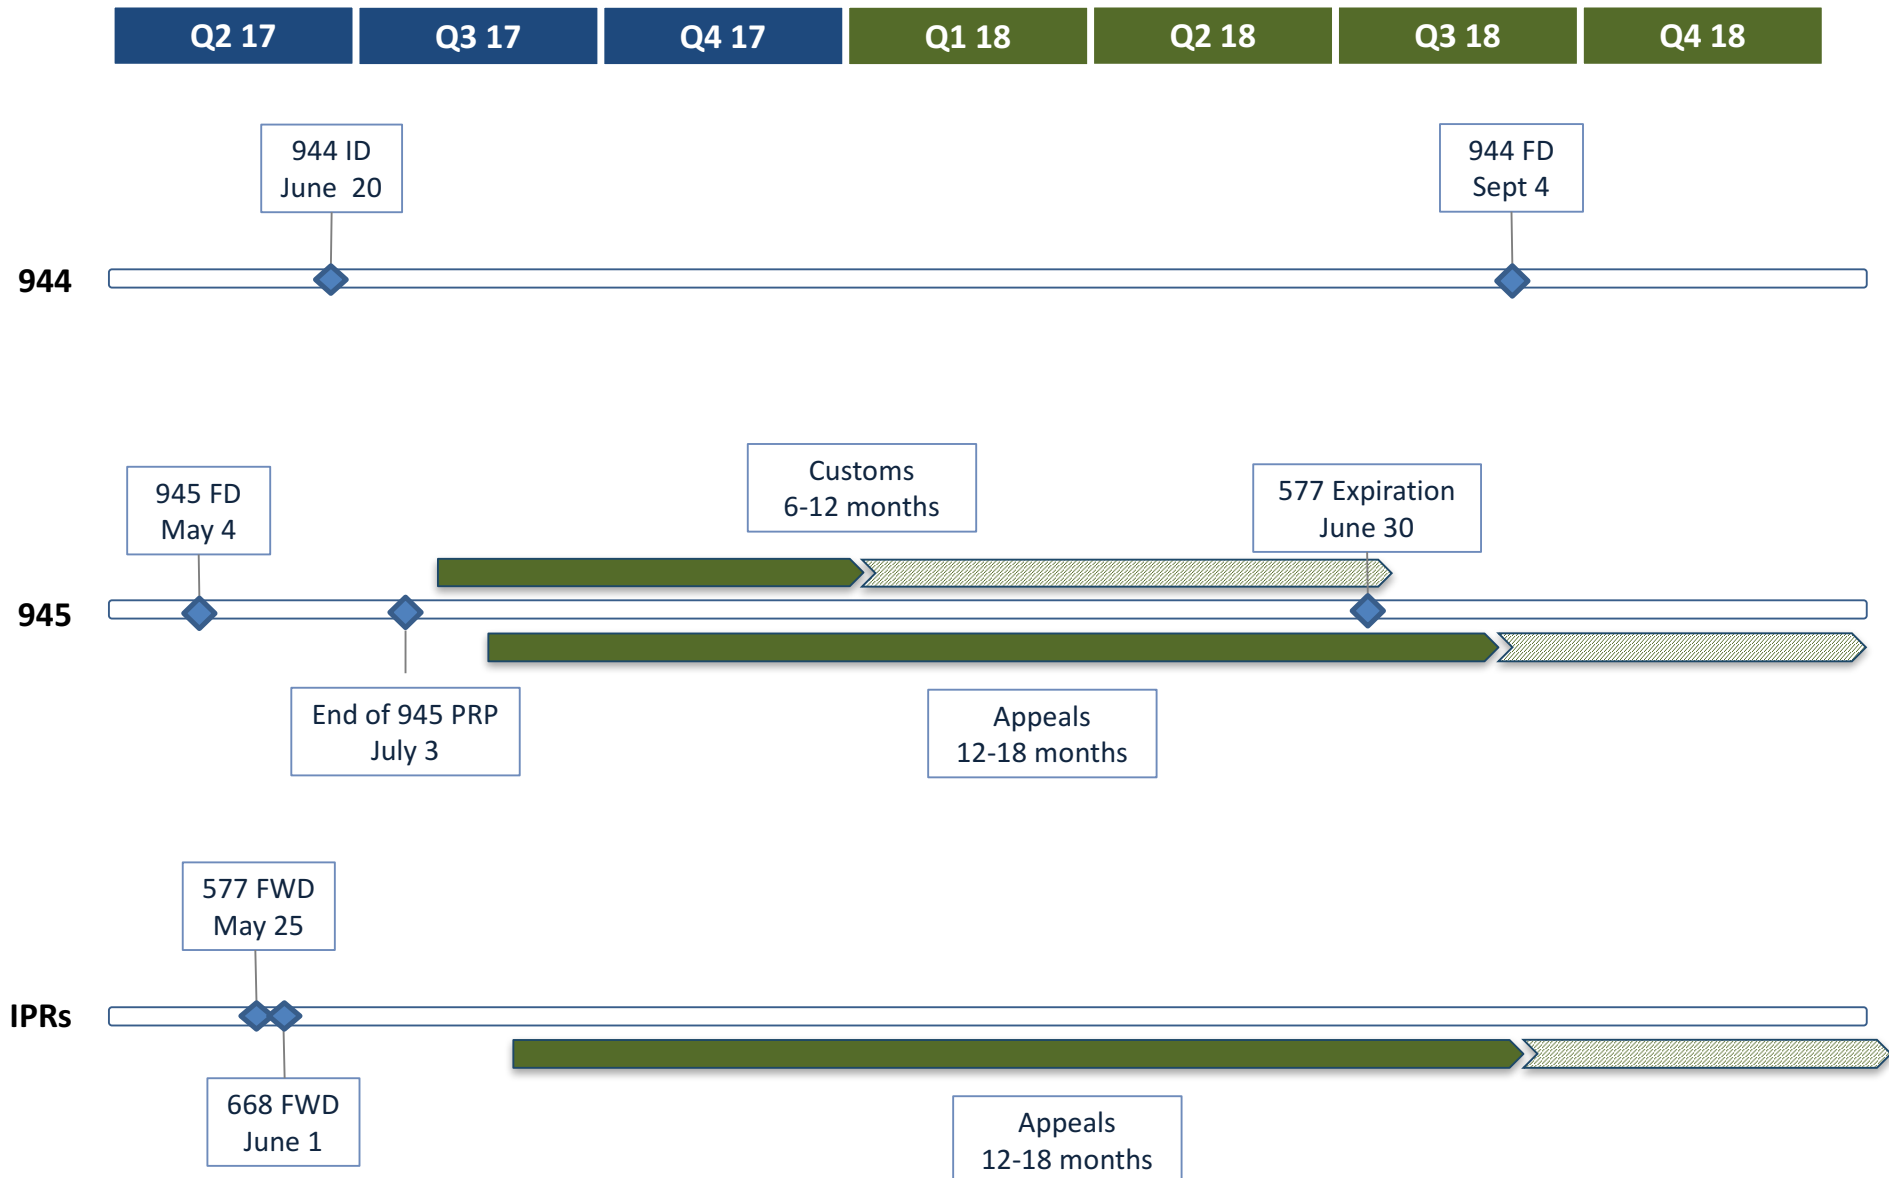 Q2 17 Q3 17 Q4 17 Q1 18 Q2 18 Q3 18 Q4 18
944 ID
June 20
944 FD
Sept 4
944
945 FD
May 4
Customs
6-12 months
577 Expiration
June 30
945
End of 945 PRP
July 3
Appeals
12-18 months
577 FWD
May 25
IPRs
668 FWD
June 1
Appeals
12-18 months